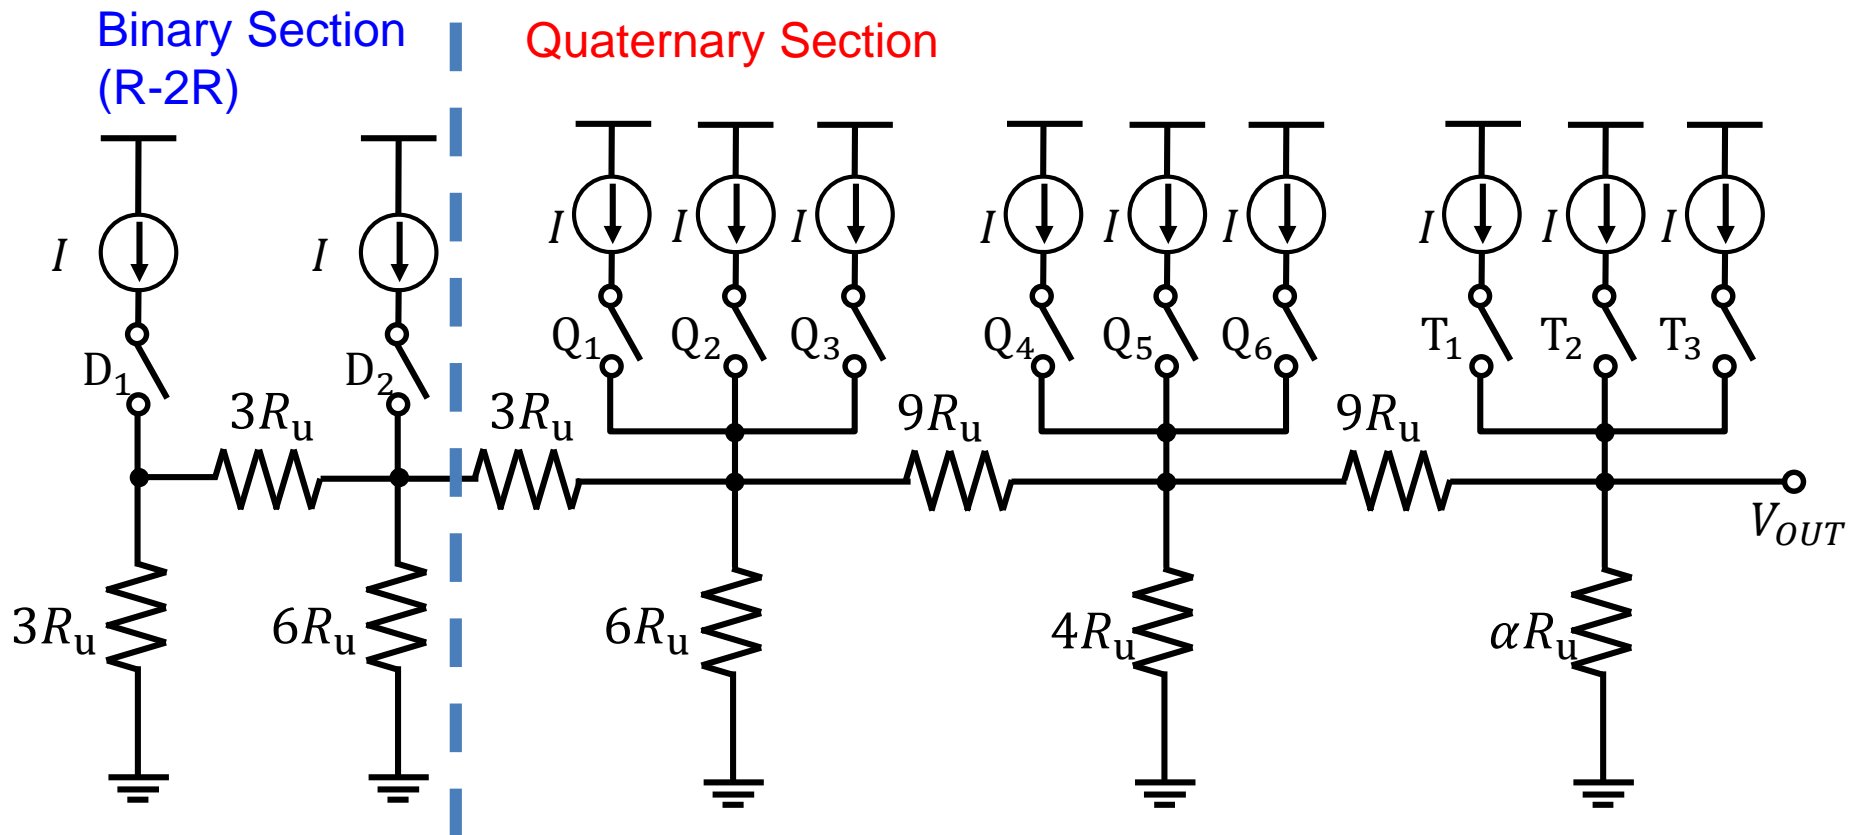 Binary Section
(R-2R)
Quaternary Section
I I I I I I I I I I I
D₁ D₂ Q₁ Q₂ Q₃ Q₄ Q₅ Q₆ T₁ T₂ T₃
3Rᵤ 3Rᵤ 9Rᵤ 9Rᵤ
V_OUT
3Rᵤ 6Rᵤ 6Rᵤ 4Rᵤ αRᵤ